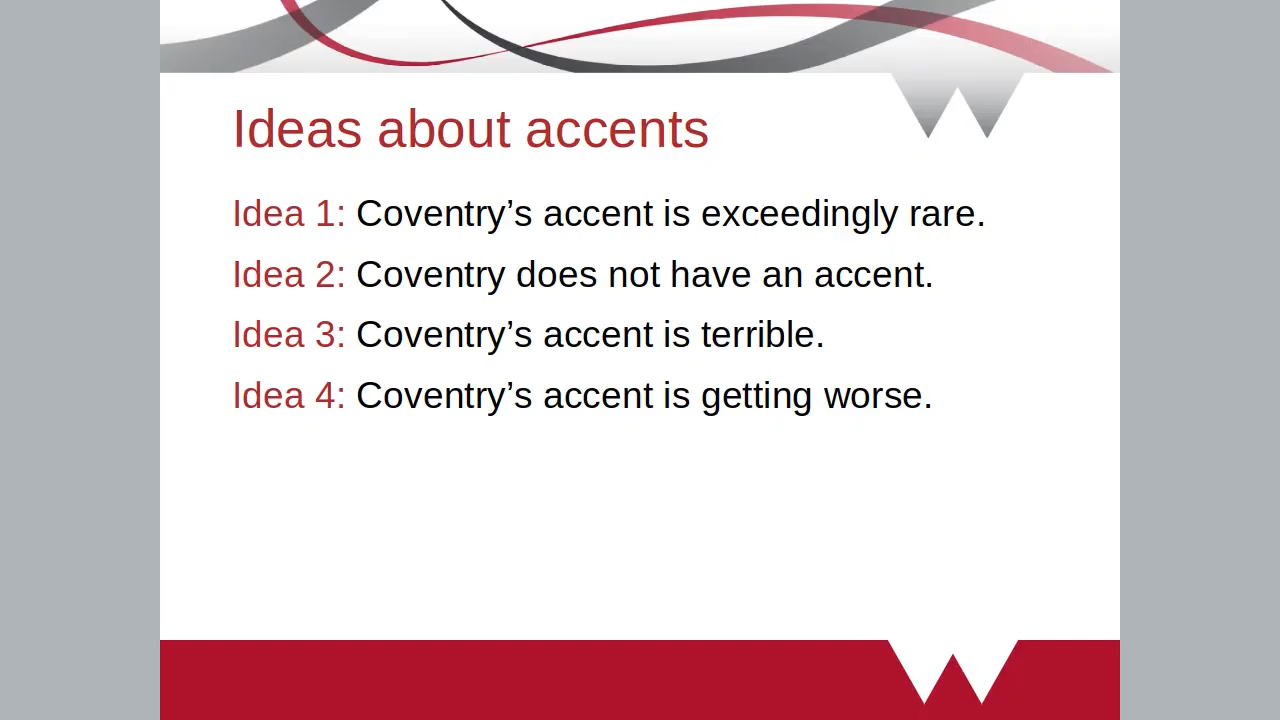 Ideas about accents
Idea 1: Coventry’s accent is exceedingly rare.
Idea 2: Coventry does not have an accent.
Idea 3: Coventry’s accent is terrible.
Idea 4: Coventry’s accent is getting worse.